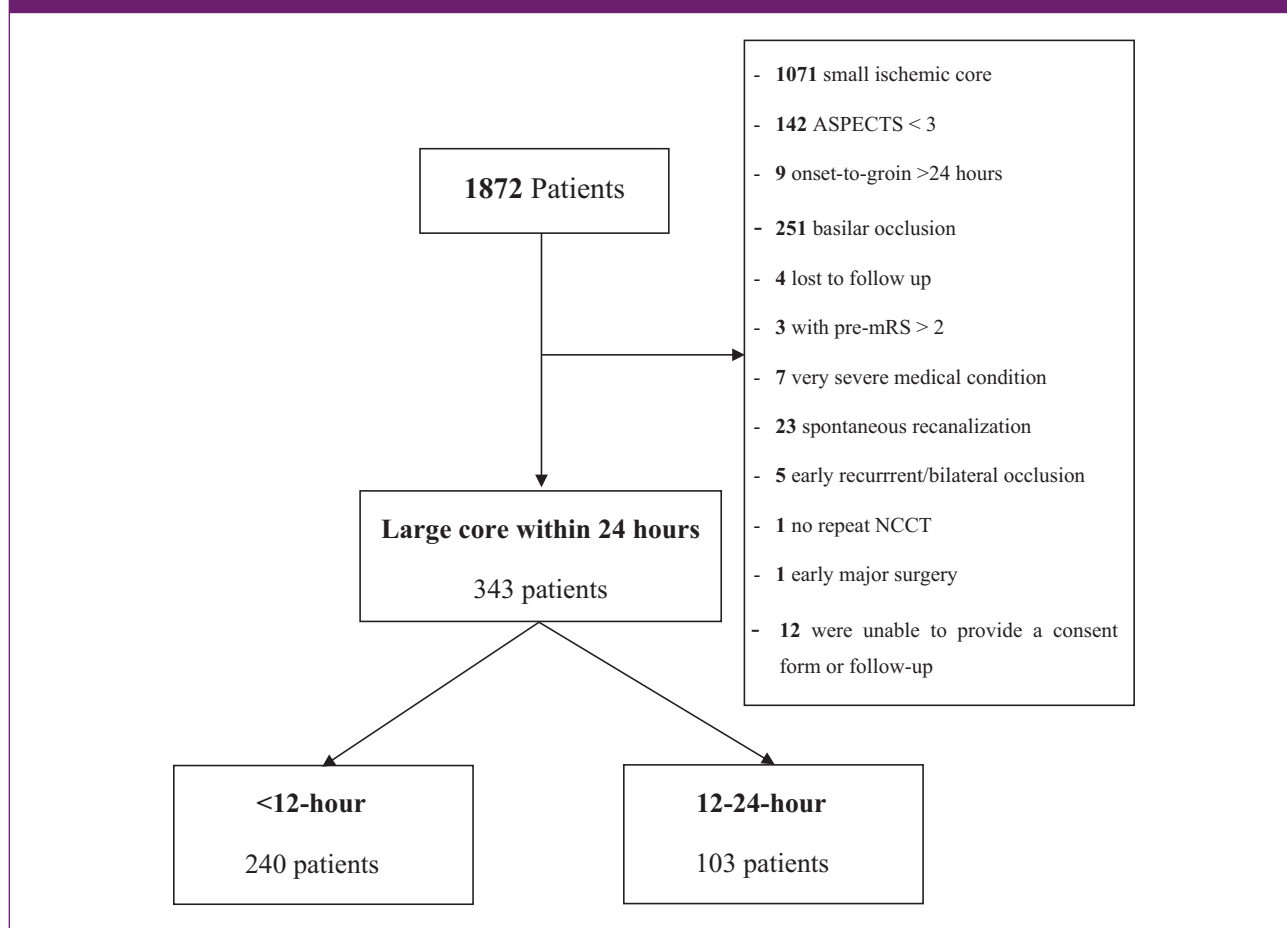 1872 Patients
- 1071 small ischemic core
- 142 ASPECTS < 3
- 9 onset-to-groin >24 hours
- 251 basilar occlusion
- 4 lost to follow up
- 3 with pre-mRS > 2
- 7 very severe medical condition
- 23 spontaneous recanalization
- 5 early recurrrent/bilateral occlusion
- 1 no repeat NCCT
- 1 early major surgery
- 12 were unable to provide a consent
form or follow-up
Large core within 24 hours
343 patients
<12-hour
240 patients
12-24-hour
103 patients